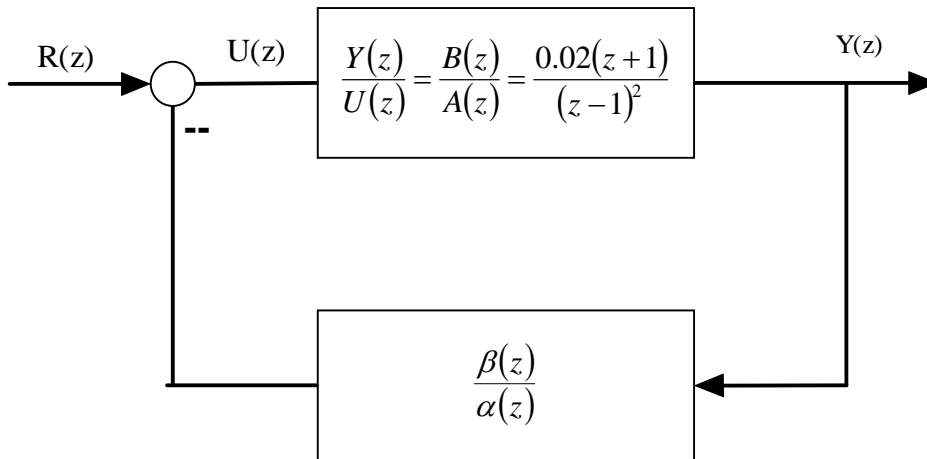 R(z)
U(z)
Y(z)/U(z) = B(z)/A(z) = 0.02(z+1)/(z−1)²
Y(z)
--
β(z)/α(z)